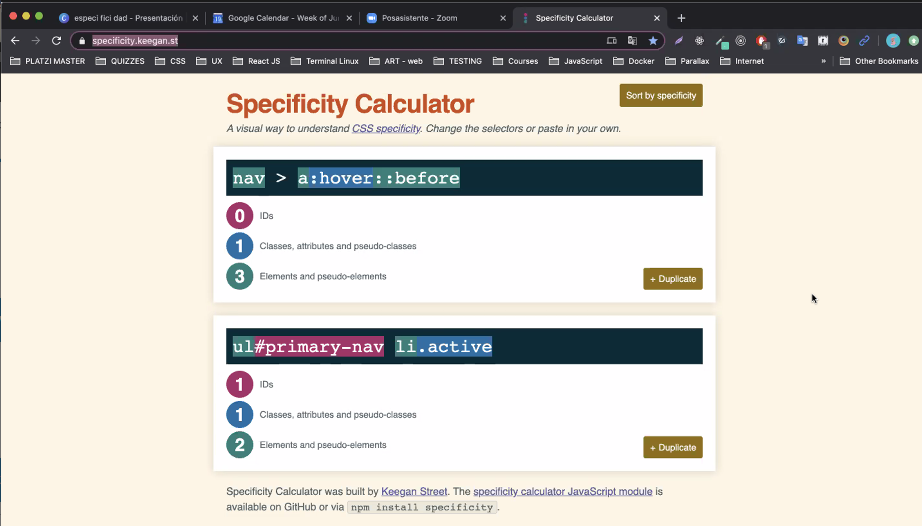 especi fici dad - Presentación
Google Calendar - Week of Ju
Posasistente - Zoom
Specificity Calculator
specificity.keegan.st
PLATZI MASTER
QUIZZES
CSS
UX
React JS
Terminal Linux
ART - web
TESTING
Courses
JavaScript
Docker
Parallax
Internet
»
Other Bookmarks
Specificity Calculator
Sort by specificity
A visual way to understand CSS specificity. Change the selectors or paste in your own.
nav > a:hover::before
0 IDs
1 Classes, attributes and pseudo-classes
3 Elements and pseudo-elements
+ Duplicate
ul#primary-nav li.active
1 IDs
1 Classes, attributes and pseudo-classes
2 Elements and pseudo-elements
+ Duplicate
Specificity Calculator was built by Keegan Street. The specificity calculator JavaScript module is
available on GitHub or via npm install specificity.